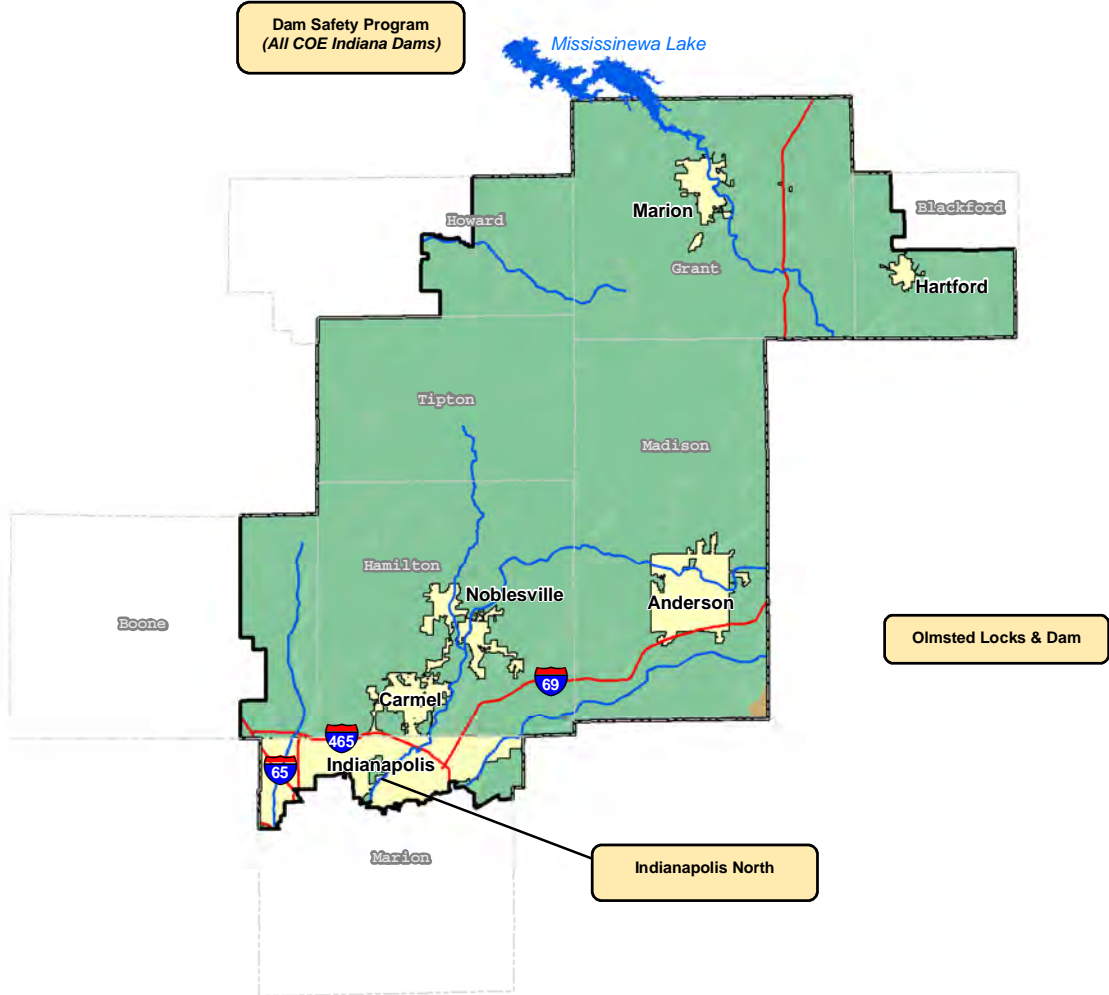 Dam Safety Program
(All COE Indiana Dams)
Mississinewa Lake
Howard
Marion
Blackford
Grant
Hartford
Tipton
Madison
Hamilton
Noblesville
Anderson
Boone
Olmsted Locks & Dam
69
Carmel
465
Indianapolis
65
Marion
Indianapolis North